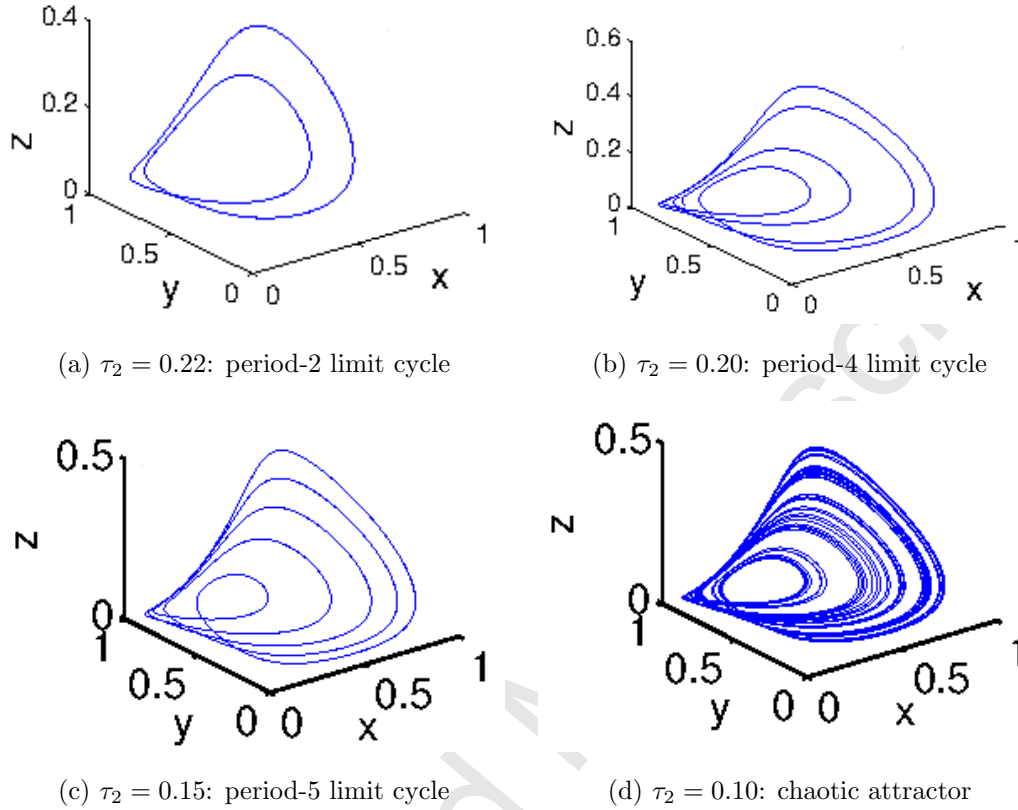 0.4
0.2
0
z
1
0.5
0
y
0
0.5
1
x
(a) τ₂ = 0.22: period-2 limit cycle
0.6
0.4
0.2
0
z
1
0.5
0
y
0
0.5
x
(b) τ₂ = 0.20: period-4 limit cycle
0.5
0
z
1
0.5
0
y
0
0.5
1
x
(c) τ₂ = 0.15: period-5 limit cycle
0.5
0
z
1
0.5
0
y
0
0.5
1
x
(d) τ₂ = 0.10: chaotic attractor